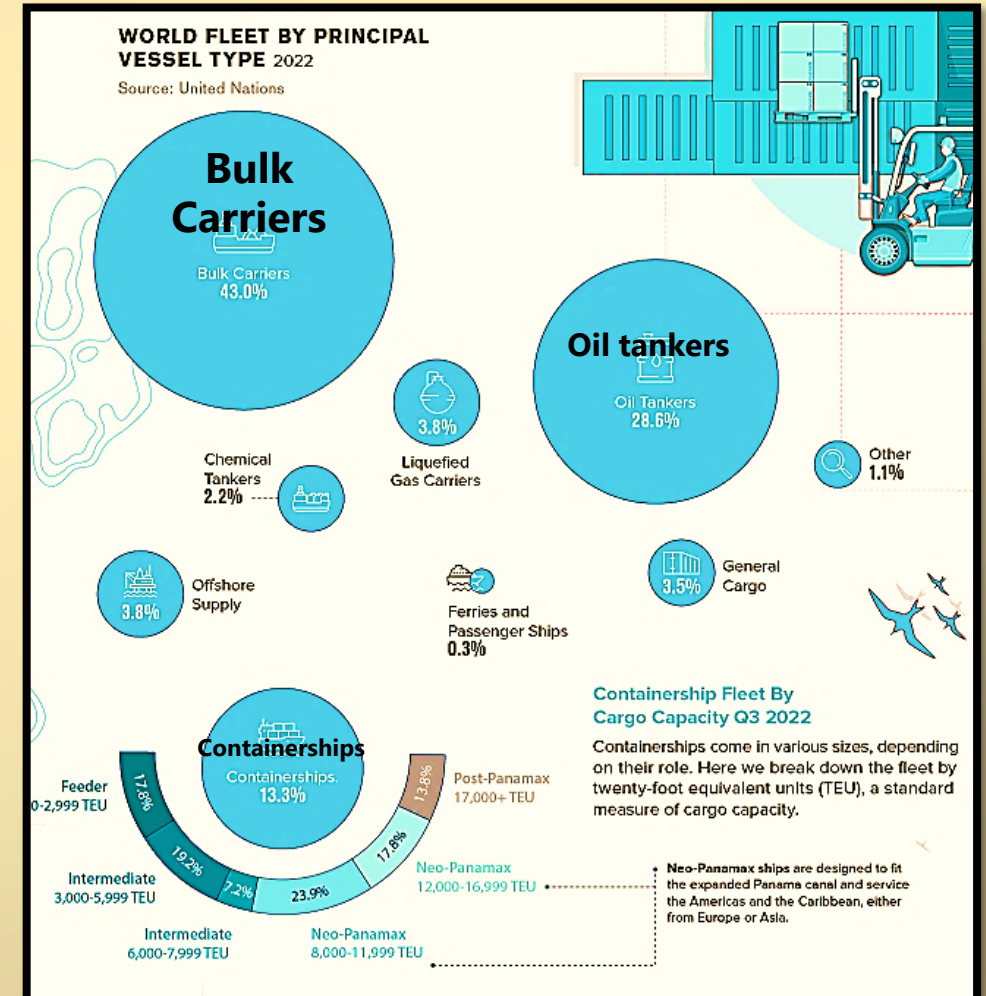 WORLD FLEET BY PRINCIPAL
VESSEL TYPE 2022
Source: United Nations
Bulk
Carriers
Bulk Carriers
43.0%
Oil tankers
Oil Tankers
28.6%
3.8%
Liquefied
Gas Carriers
Chemical
Tankers
2.2%
Other
1.1%
3.8%
Offshore
Supply
Ferries and
Passenger Ships
0.3%
3.5%
General
Cargo
Containerships
Containerships.
13.3%
Containership Fleet By
Cargo Capacity Q3 2022
Containerships come in various sizes, depending
on their role. Here we break down the fleet by
twenty-foot equivalent units (TEU), a standard
measure of cargo capacity.
Feeder
0-2,999 TEU
17.8%
Intermediate
3,000-5,999 TEU
19.2%
Intermediate
6,000-7,999 TEU
7.2%
Neo-Panamax
8,000-11,999 TEU
23.9%
Neo-Panamax
12,000-16,999 TEU
17.8%
Post-Panamax
17,000+ TEU
13.8%
Neo-Panamax ships are designed to fit
the expanded Panama canal and service
the Americas and the Caribbean, either
from Europe or Asia.